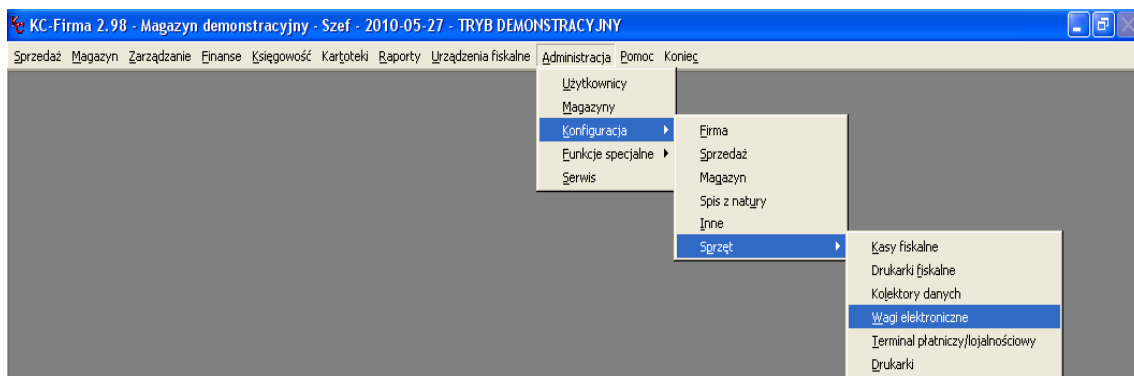 KC-Firma 2.98 - Magazyn demonstracyjny - Szef - 2010-05-27 - TRYB DEMONSTRACYJNY
Sprzedaż Magazyn Zarządzanie Finanse Księgowość Kartoteki Raporty Urządzenia fiskalne Administracja Pomoc Koniec
Użytkownicy
Magazyny
Konfiguracja
Funkcje specjalne
Serwis
Firma
Sprzedaż
Magazyn
Spis z natury
Inne
Sprzęt
Kasy fiskalne
Drukarki fiskalne
Kolektory danych
Wagi elektroniczne
Terminal płatniczy/lojalnościowy
Drukarki